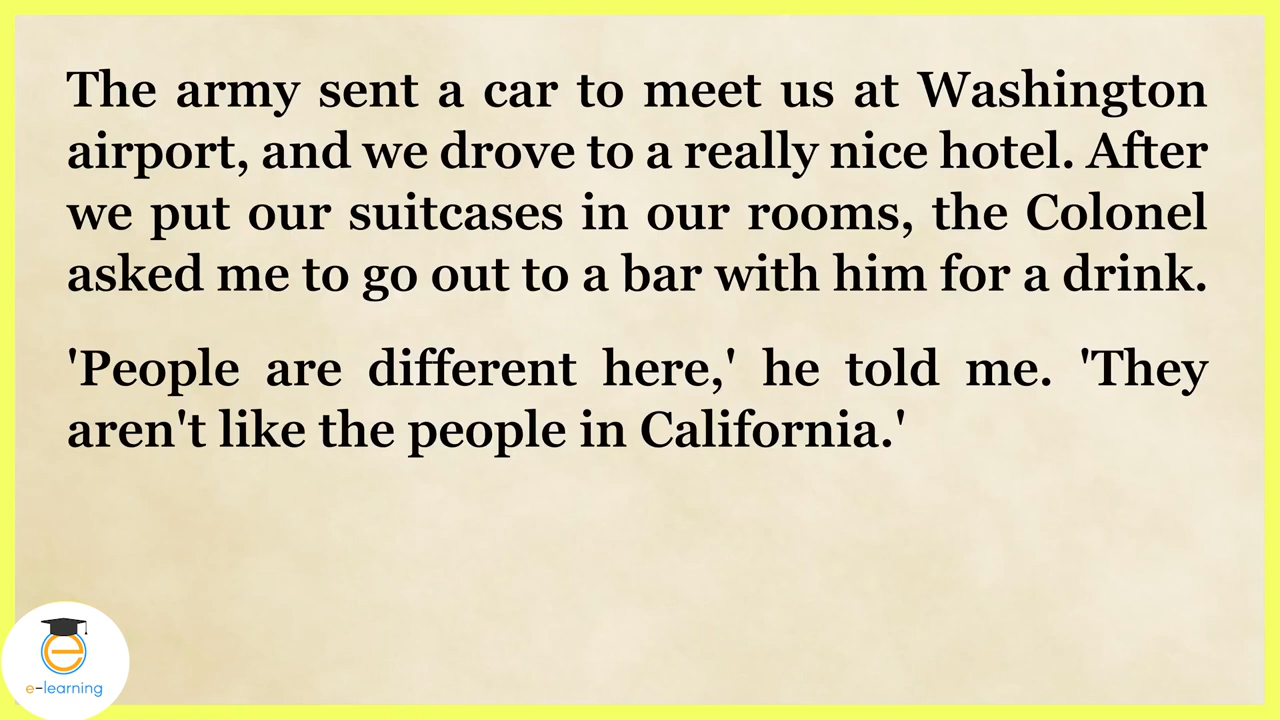 The army sent a car to meet us at Washington
airport, and we drove to a really nice hotel. After
we put our suitcases in our rooms, the Colonel
asked me to go out to a bar with him for a drink.
'People are different here,' he told me. 'They
aren't like the people in California.'
e
e-learning